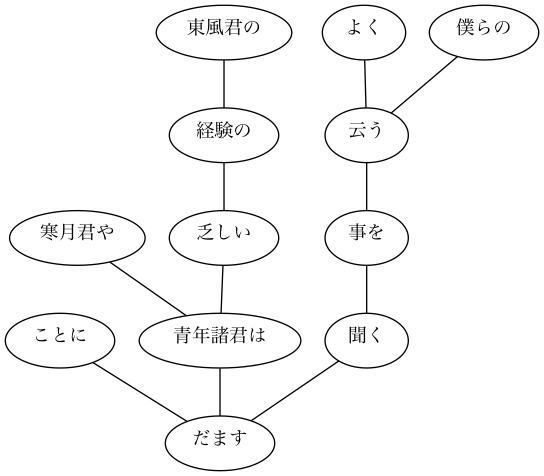 東風君の
よく
僕らの
経験の
云う
寒月君や
乏しい
事を
ことに
青年諸君は
聞く
だます